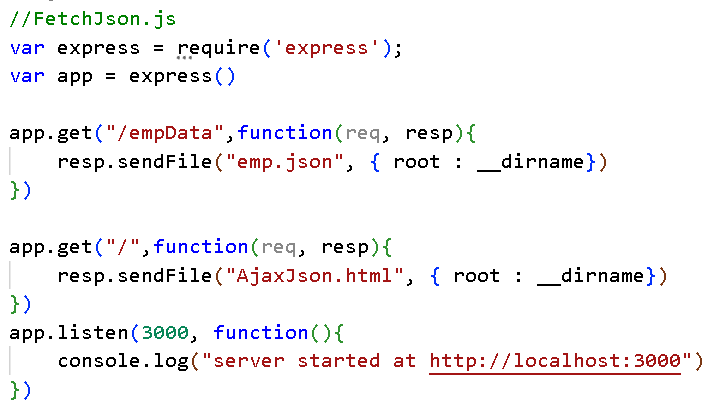 //FetchJson.js
var express = require('express');
var app = express()
app.get("/empData",function(req, resp){
    resp.sendFile("emp.json", { root : __dirname})
})
app.get("/",function(req, resp){
    resp.sendFile("AjaxJson.html", { root : __dirname})
})
app.listen(3000, function(){
    console.log("server started at http://localhost:3000")
})